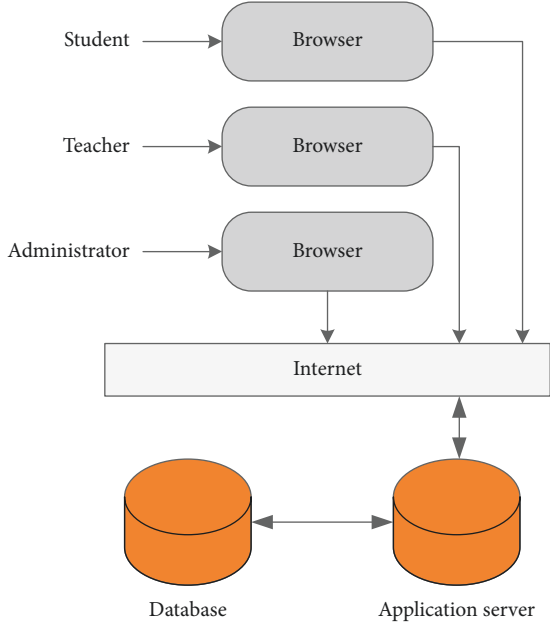 Student
Browser
Teacher
Browser
Administrator
Browser
Internet
Database
Application server